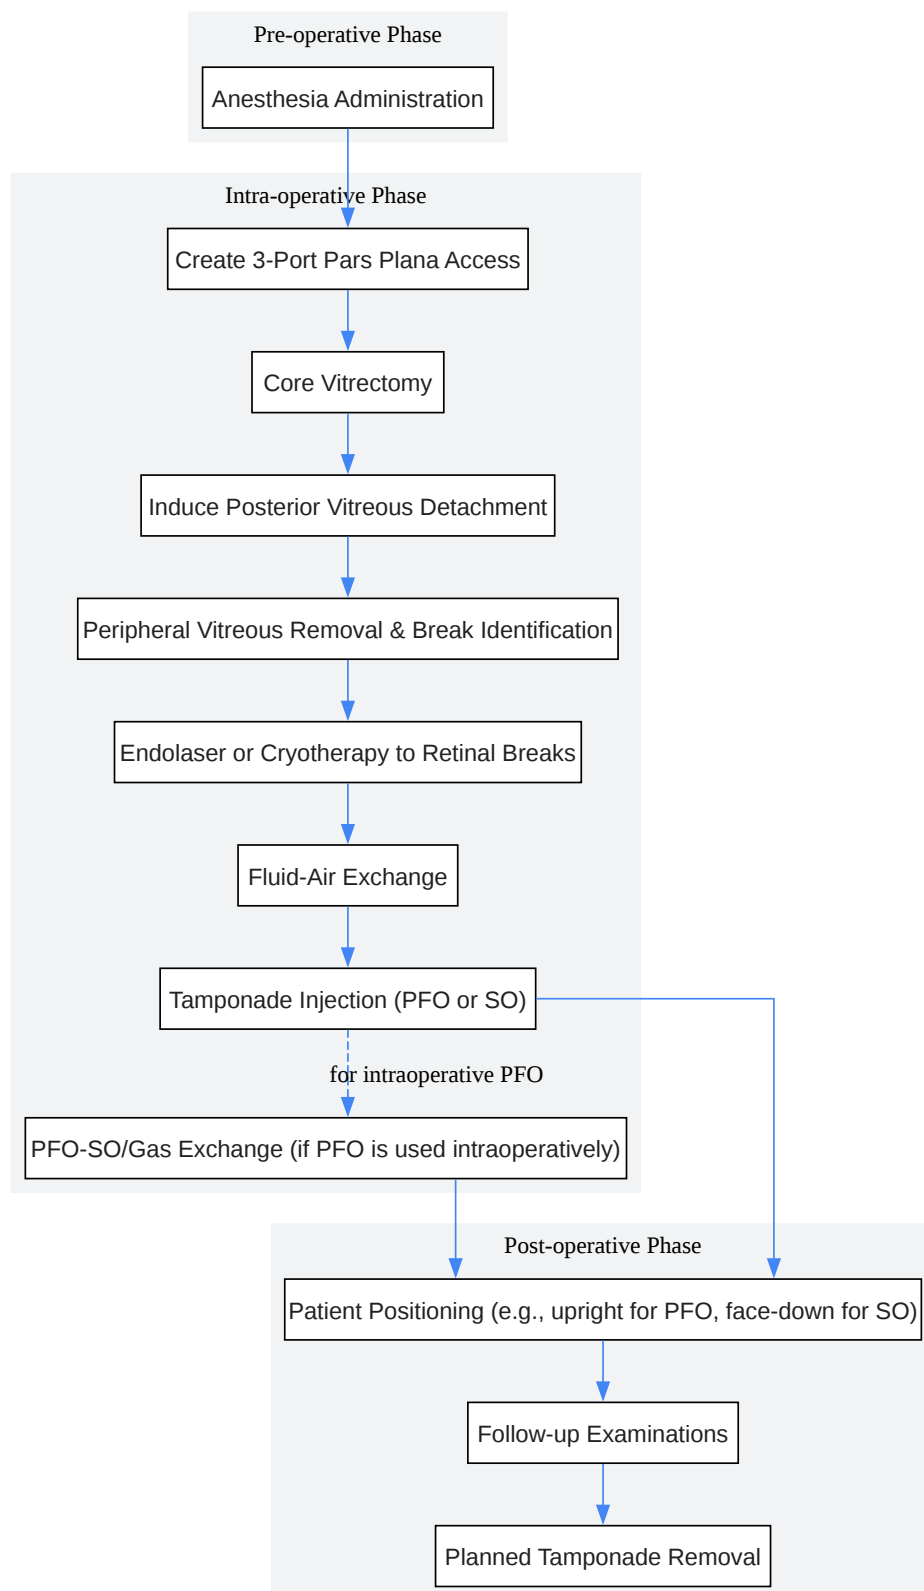 Pre-operative Phase
Anesthesia Administration
Intra-operative Phase
Create 3-Port Pars Plana Access
Core Vitrectomy
Induce Posterior Vitreous Detachment
Peripheral Vitreous Removal & Break Identification
Endolaser or Cryotherapy to Retinal Breaks
Fluid-Air Exchange
Tamponade Injection (PFO or SO)
for intraoperative PFO
PFO-SO/Gas Exchange (if PFO is used intraoperatively)
Post-operative Phase
Patient Positioning (e.g., upright for PFO, face-down for SO)
Follow-up Examinations
Planned Tamponade Removal